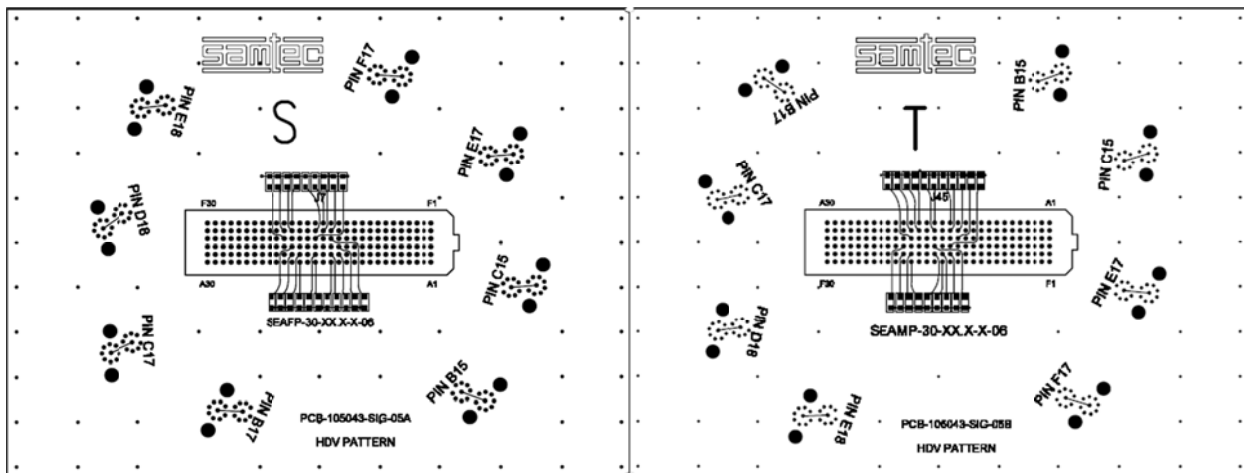 samtec
PIN F17
PIN E18
S
PIN E17
PIN D18
J7
F30
F1
A30
A1
PIN C15
SEAFP-30-XX.X-X-06
PIN C17
PIN B15
PIN B17
PCB-105043-SIG-05A
HDV PATTERN
samtec
PIN B15
PIN B17
T
PIN C15
PIN C17
J45
A30
A1
F30
F1
PIN E17
PIN D18
SEAMP-30-XX.X-X-06
PIN F17
PIN E18
PCB-105043-SIG-05B
HDV PATTERN